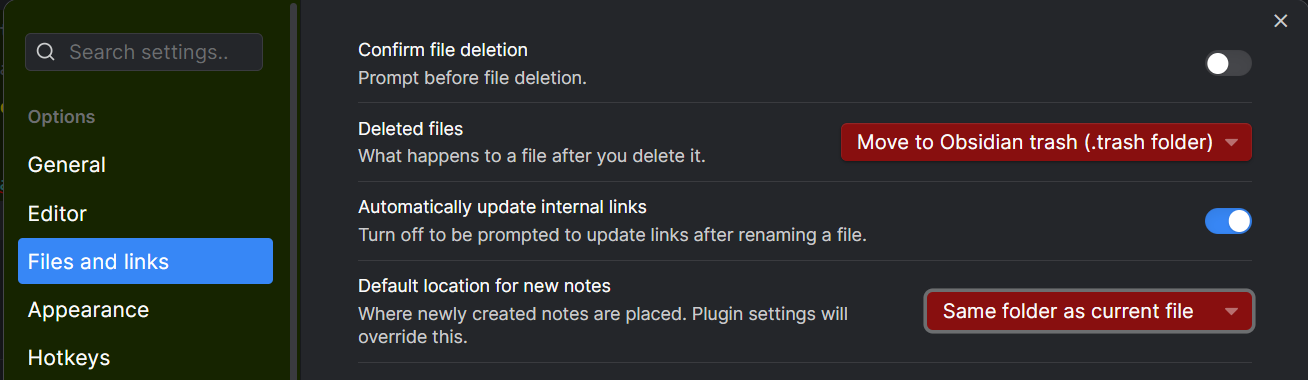 Search settings..
Options
General
Editor
Files and links
Appearance
Hotkeys
Confirm file deletion
Prompt before file deletion.
Deleted files
What happens to a file after you delete it.
Move to Obsidian trash (.trash folder)
Automatically update internal links
Turn off to be prompted to update links after renaming a file.
Default location for new notes
Where newly created notes are placed. Plugin settings will
override this.
Same folder as current file